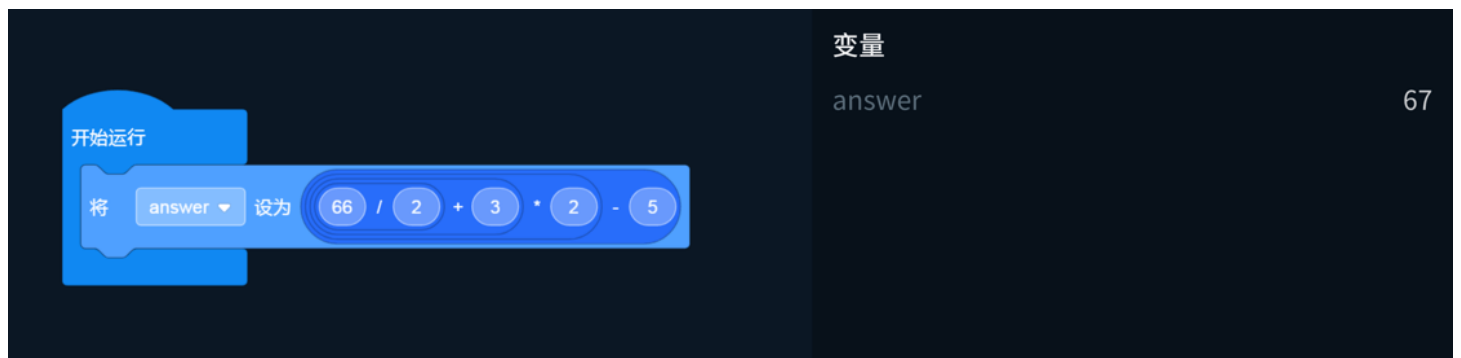 变量
answer 67
开始运行
将 answer 设为 66 / 2 + 3 * 2 - 5